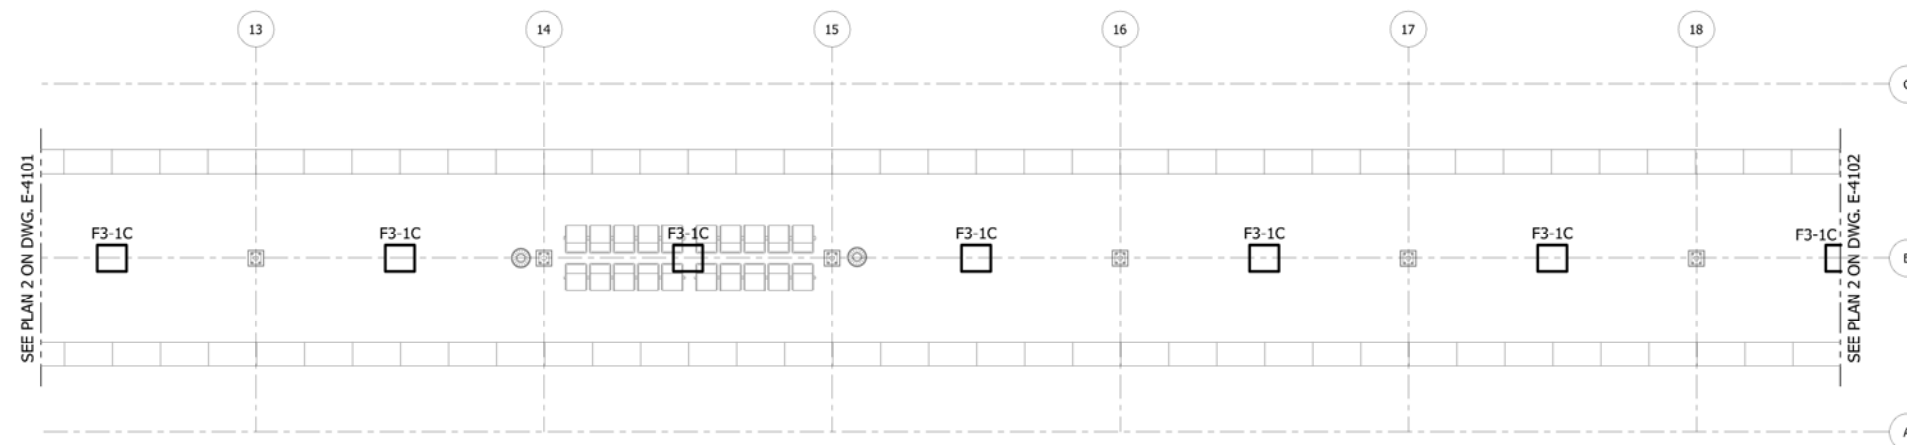 13
14
15
16
17
18
SEE PLAN 2 ON DWG. E-4101
F3-1C
F3-1C
F3-1C
F3-1C
F3-1C
F3-1C
F3-1C
SEE PLAN 2 ON DWG. E-4102